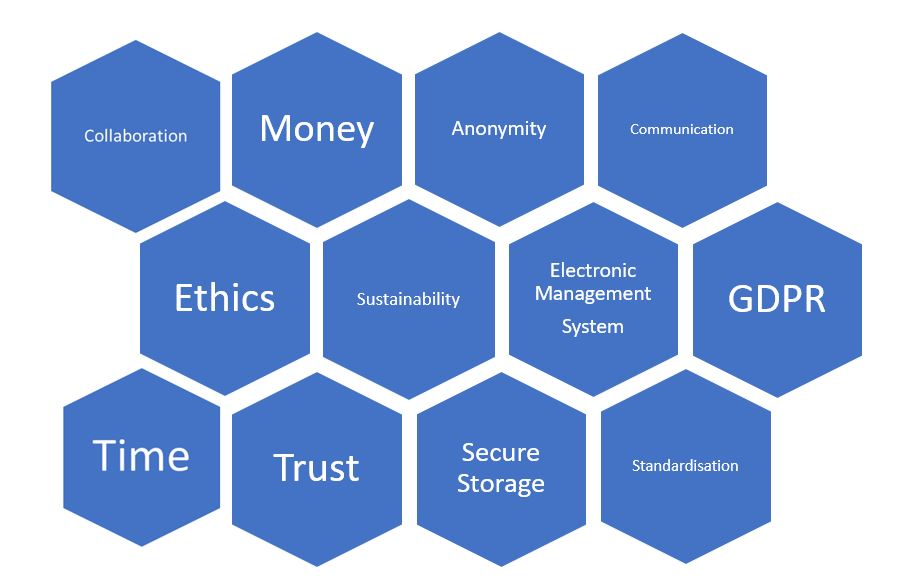 Collaboration
Money
Anonymity
Communication
Ethics
Sustainability
Electronic
Management
System
GDPR
Time
Trust
Secure
Storage
Standardisation